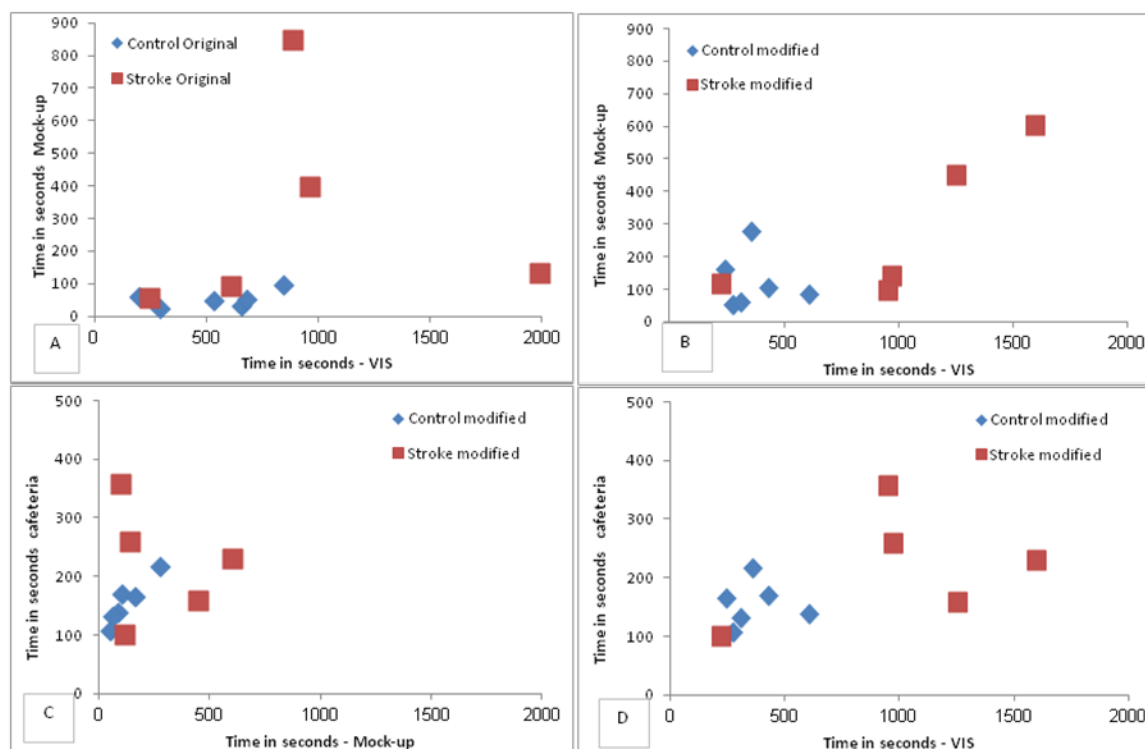 900
800
700
600
500
400
300
200
100
0
Time in seconds Mock-up
Control Original
Stroke Original
0 500 1000 1500 2000
Time in seconds - VIS
A
900
800
700
600
500
400
300
200
100
0
Time in seconds Mock-up
Control modified
Stroke modified
0 500 1000 1500 2000
Time in seconds - VIS
B
500
400
300
200
100
0
Time in seconds cafeteria
Control modified
Stroke modified
0 500 1000 1500 2000
Time in seconds - Mock-up
C
500
400
300
200
100
0
Time in seconds cafeteria
Control modified
Stroke modified
0 500 1000 1500 2000
Time in seconds - VIS
D